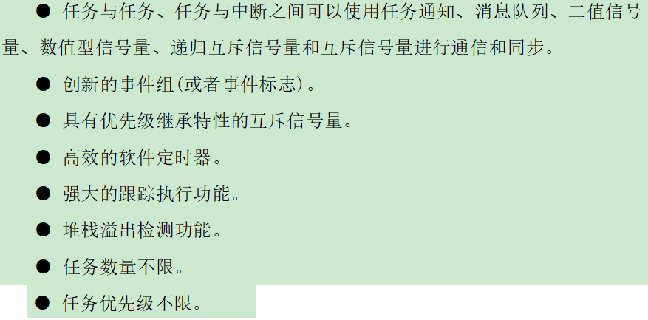 ● 任务与任务、任务与中断之间可以使用任务通知、消息队列、二值信号
量、数值型信号量、递归互斥信号量和互斥信号量进行通信和同步。
● 创新的事件组(或者事件标志)。
● 具有优先级继承特性的互斥信号量。
● 高效的软件定时器。
● 强大的跟踪执行功能。
● 堆栈溢出检测功能。
● 任务数量不限。
● 任务优先级不限。